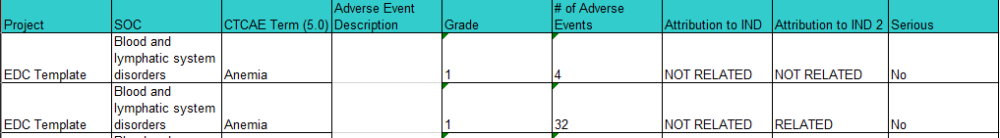 Project SOC CTCAE Term (5.0) Adverse Event Description Grade # of Adverse Events Attribution to IND Attribution to IND 2 Serious
EDC Template Blood and lymphatic system disorders Anemia 1 4 NOT RELATED NOT RELATED No
EDC Template Blood and lymphatic system disorders Anemia 1 32 NOT RELATED RELATED No